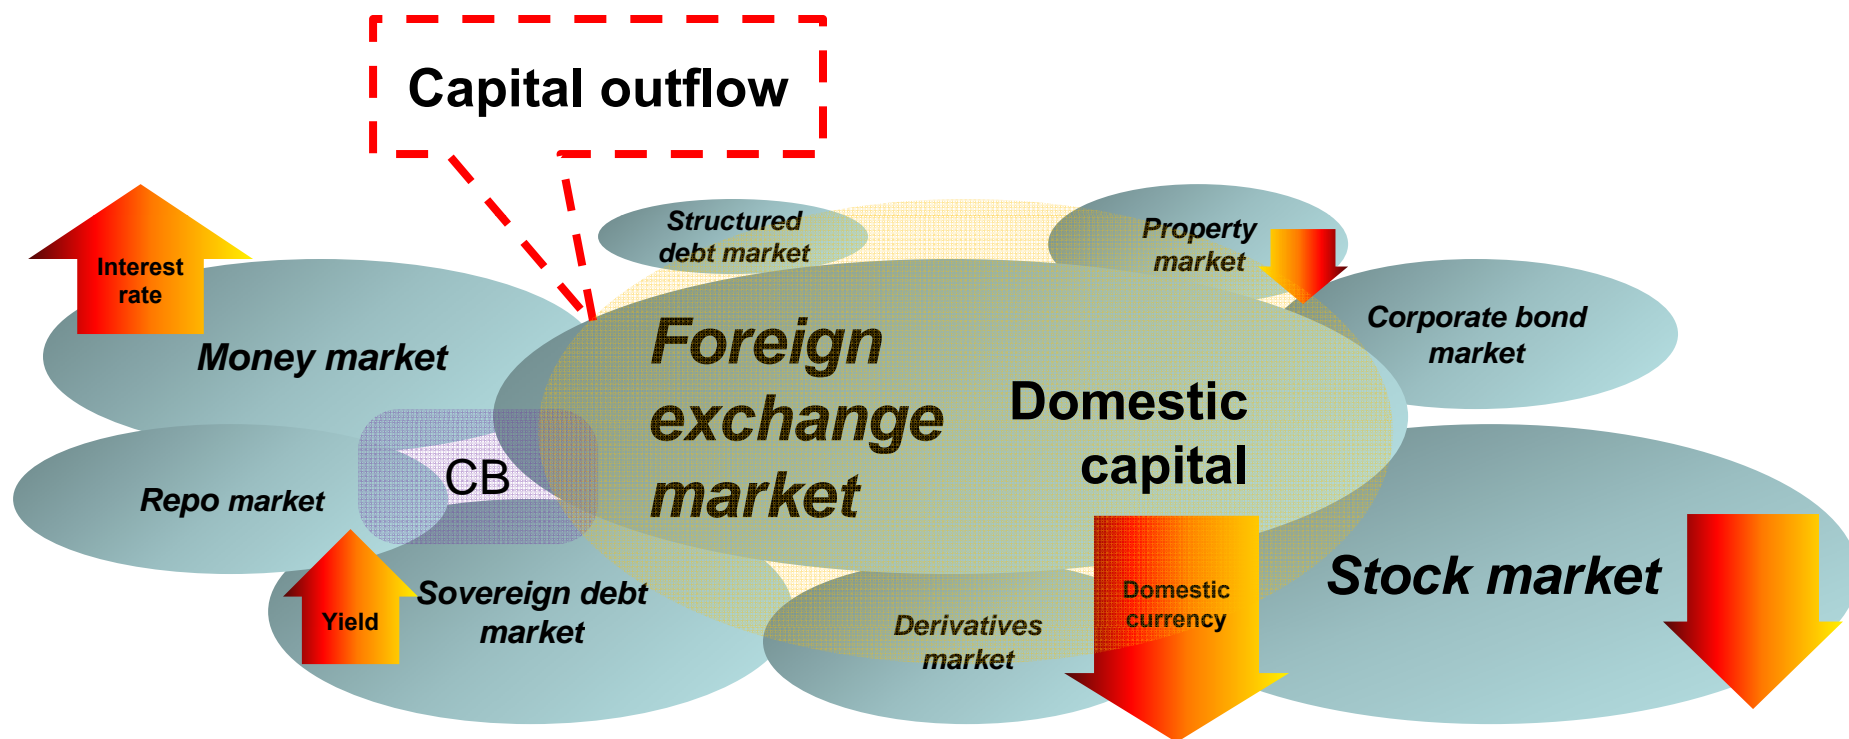 Capital outflow
Structured
debt market
Property
market
Interest
rate
Corporate bond
market
Money market
Foreign
exchange
market
Domestic
capital
CB
Repo market
Stock market
Sovereign debt
market
Yield
Derivatives
market
Domestic
currency